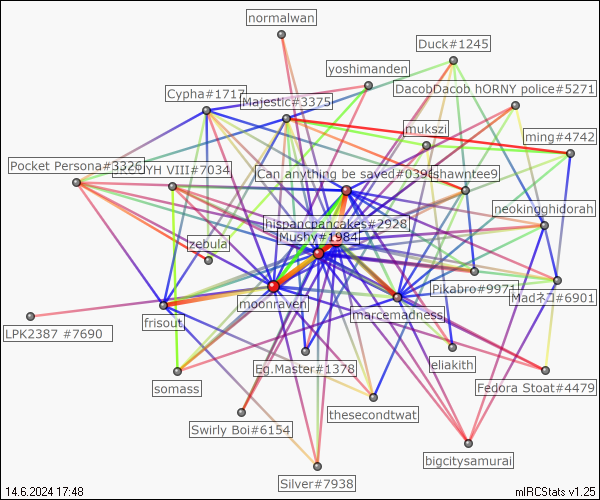 normalwan
Duck#1245
yoshimanden
DacobDacob hORNY police#5271
Cypha#1717
Majestic#3375
mukszi
ming#4742
Pocket Persona#3326
YH VIII#7034
Can anything be saved#039
shawntee9
hispancpancakes#2928
neokingghidorah
Mushy#1984
zebula
Pikabro#9971
Madネコ#6901
moonraven
marcemadness
frisout
LPK2387 #7690
Eg.Master#1378
eliakith
somass
Fedora Stoat#4479
thesecondtwat
Swirly Boi#6154
bigcitysamurai
Silver#7938
14.6.2024 17:48
mIRCStats v1.25